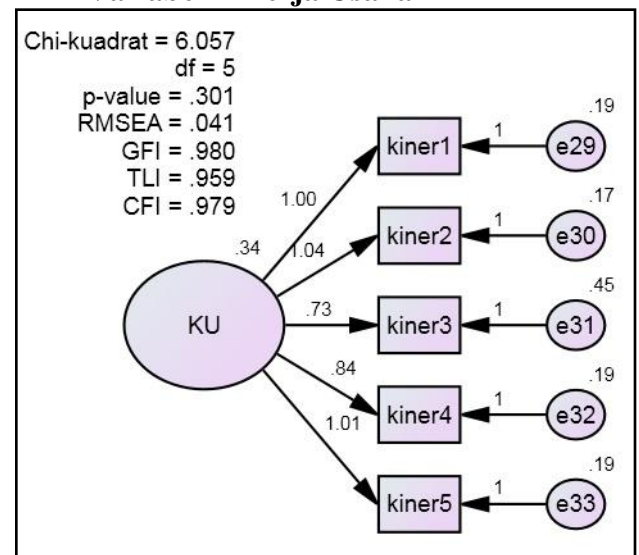 Chi-kuadrat = 6.057
df = 5
p-value = .301
RMSEA = .041
GFI = .980
TLI = .959
CFI = .979
.34
KU
1.00
1.04
.73
.84
1.01
kiner1
1
e29
.19
kiner2
1
e30
.17
kiner3
1
e31
.45
kiner4
1
e32
.19
kiner5
1
e33
.19